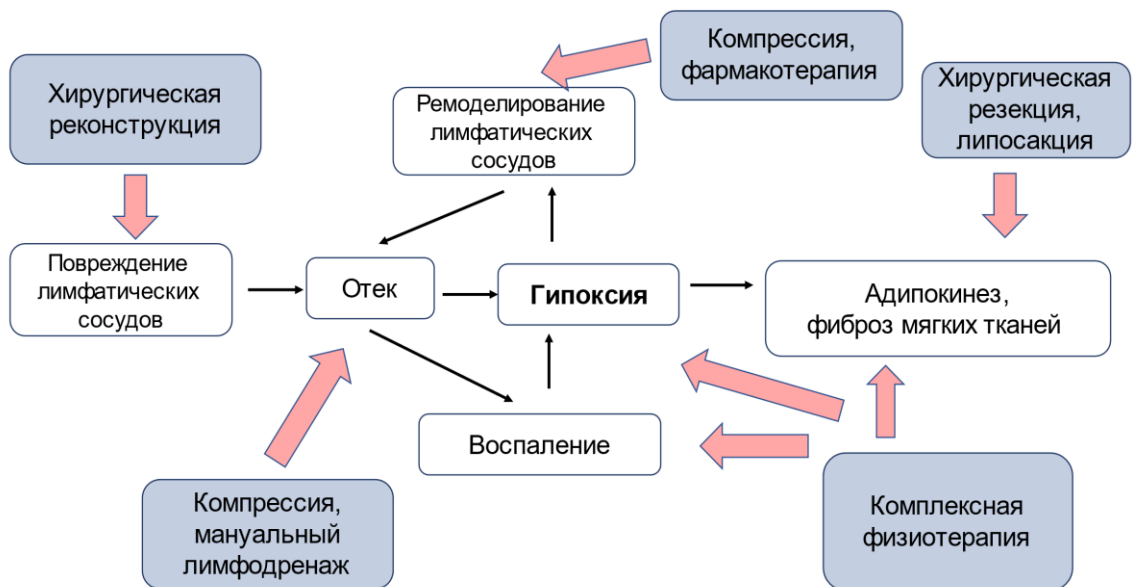 Компрессия,
фармакотерапия
Хирургическая
реконструкция
Хирургическая
резекция,
липосакция
Ремоделирование
лимфатических
сосудов
Повреждение
лимфатических
сосудов
Отек
Гипоксия
Адипокинез,
фиброз мягких тканей
Воспаление
Компрессия,
мануальный
лимфодренаж
Комплексная
физиотерапия